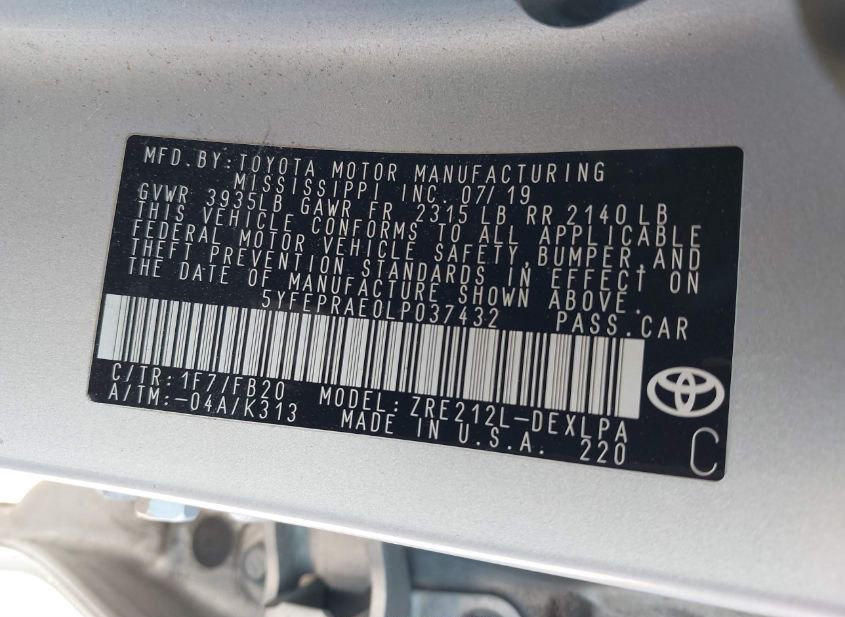 MFD.BY:TOYOTA MOTOR MANUFACTURING
MISSISSIPPI INC. 07/19
GVWR 3935LB GAWR FR 2315 LB RR 2140 LB
THIS VEHICLE CONFORMS TO ALL APPLICABLE
FEDERAL MOTOR VEHICLE SAFETY,BUMPER,AND
THEFT PREVENTION STANDARDS IN EFFECT ON
THE DATE OF MANUFACTURE SHOWN ABOVE.
5YFEPRAE0LP037432 PASS.CAR
C/TR:1F7/FB20 MODEL:ZRE212L-DEXLPA
A/TM:-04A/K313 MADE IN U.S.A. 220
C